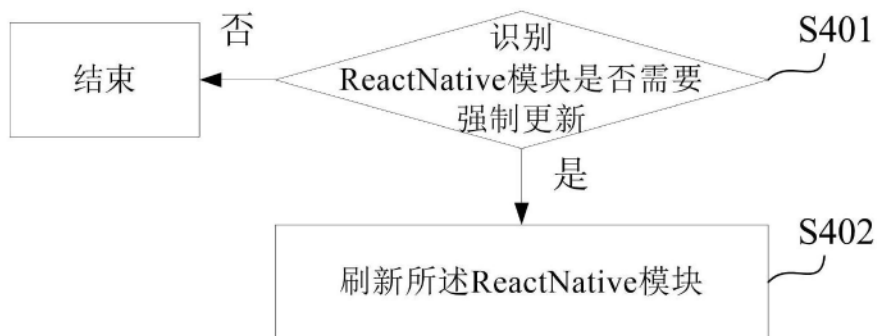 否
识别
S401
结束
ReactNative模块是否需要
强制更新
是
S402
刷新所述ReactNative模块